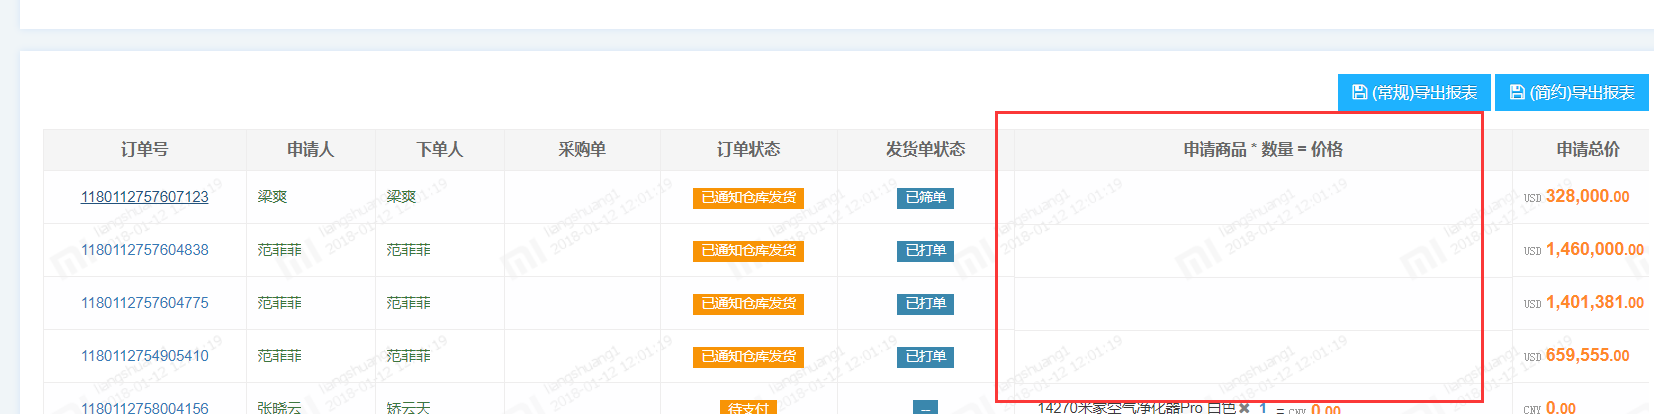 (常规)导出报表 (简约)导出报表
订单号 申请人 下单人 采购单 订单状态 发货单状态 申请商品 * 数量 = 价格 申请总价
1180112757607123 梁爽 梁爽 已通知仓库发货 已筛单 USD 328,000.00
1180112757604838 范菲菲 范菲菲 已通知仓库发货 已打单 USD 1,460,000.00
1180112757604775 范菲菲 范菲菲 已通知仓库发货 已打单 USD 1,401,381.00
1180112754905410 范菲菲 范菲菲 已通知仓库发货 已打单 USD 659,555.00
1180112758004156 张晓云 矫云天 待支付 -- 14270米家空气净化器Pro 白色 ✖ 1 = CNY 0.00 CNY 0.00
liangshuang1
2018-01-12 12:01:19